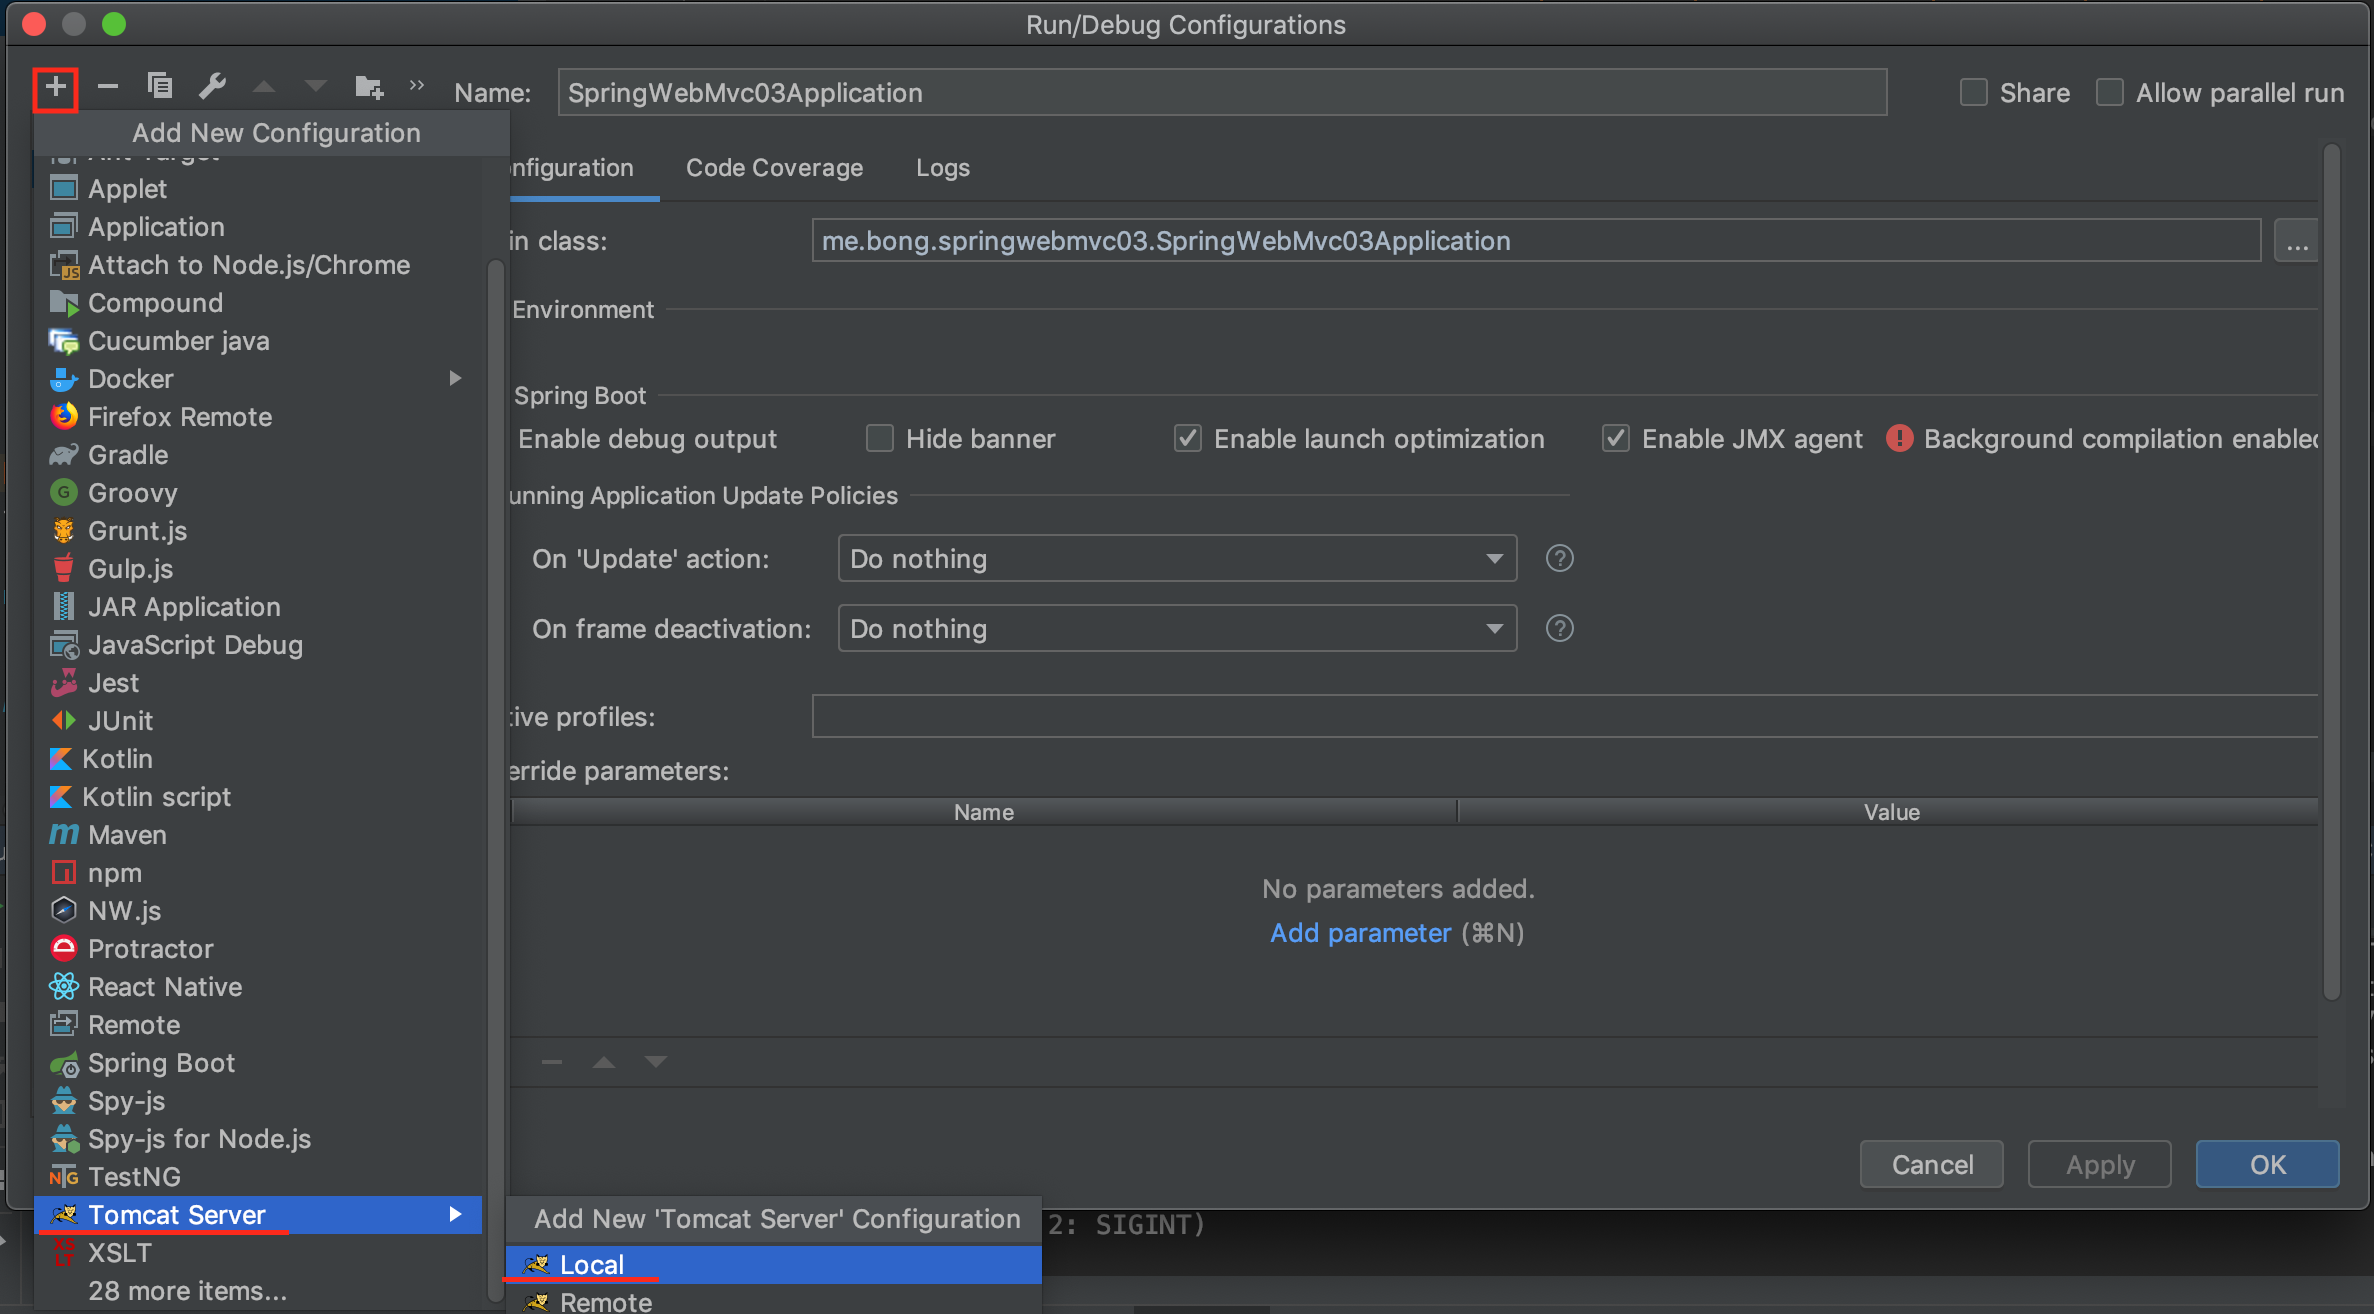 Run/Debug Configurations
Name: SpringWebMvc03Application
Share
Allow parallel run
Add New Configuration
Applet
Application
Attach to Node.js/Chrome
Compound
Cucumber java
Docker
Firefox Remote
Gradle
Groovy
Grunt.js
Gulp.js
JAR Application
JavaScript Debug
Jest
JUnit
Kotlin
Kotlin script
Maven
npm
NW.js
Protractor
React Native
Remote
Spring Boot
Spy-js
Spy-js for Node.js
TestNG
Tomcat Server
XSLT
28 more items...
nfiguration Code Coverage Logs
in class: me.bong.springwebmvc03.SpringWebMvc03Application ...
Environment
Spring Boot
Enable debug output Hide banner Enable launch optimization Enable JMX agent Background compilation enabled
unning Application Update Policies
On 'Update' action: Do nothing ?
On frame deactivation: Do nothing ?
tive profiles:
erride parameters:
Name Value
No parameters added.
Add parameter (⌘N)
Cancel Apply OK
Add New 'Tomcat Server' Configuration
Local
Remote
2: SIGINT)